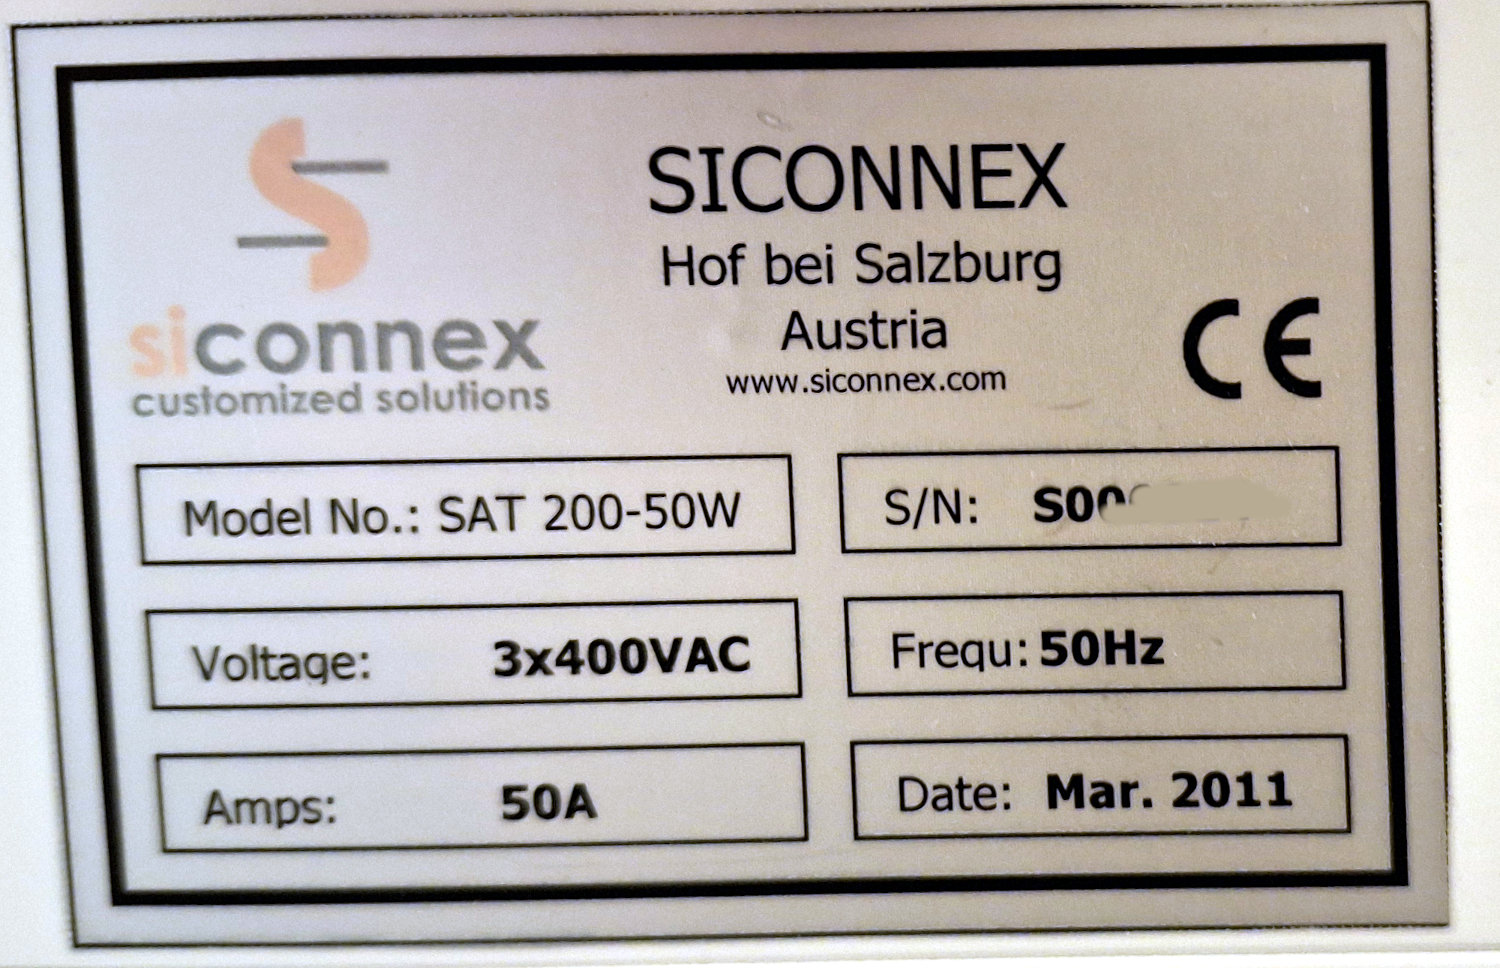 siconnex
customized solutions
SICONNEX
Hof bei Salzburg
Austria
www.siconnex.com
CE
Model No.: SAT 200-50W
S/N: S00
Voltage: 3x400VAC
Frequ: 50Hz
Amps: 50A
Date: Mar. 2011